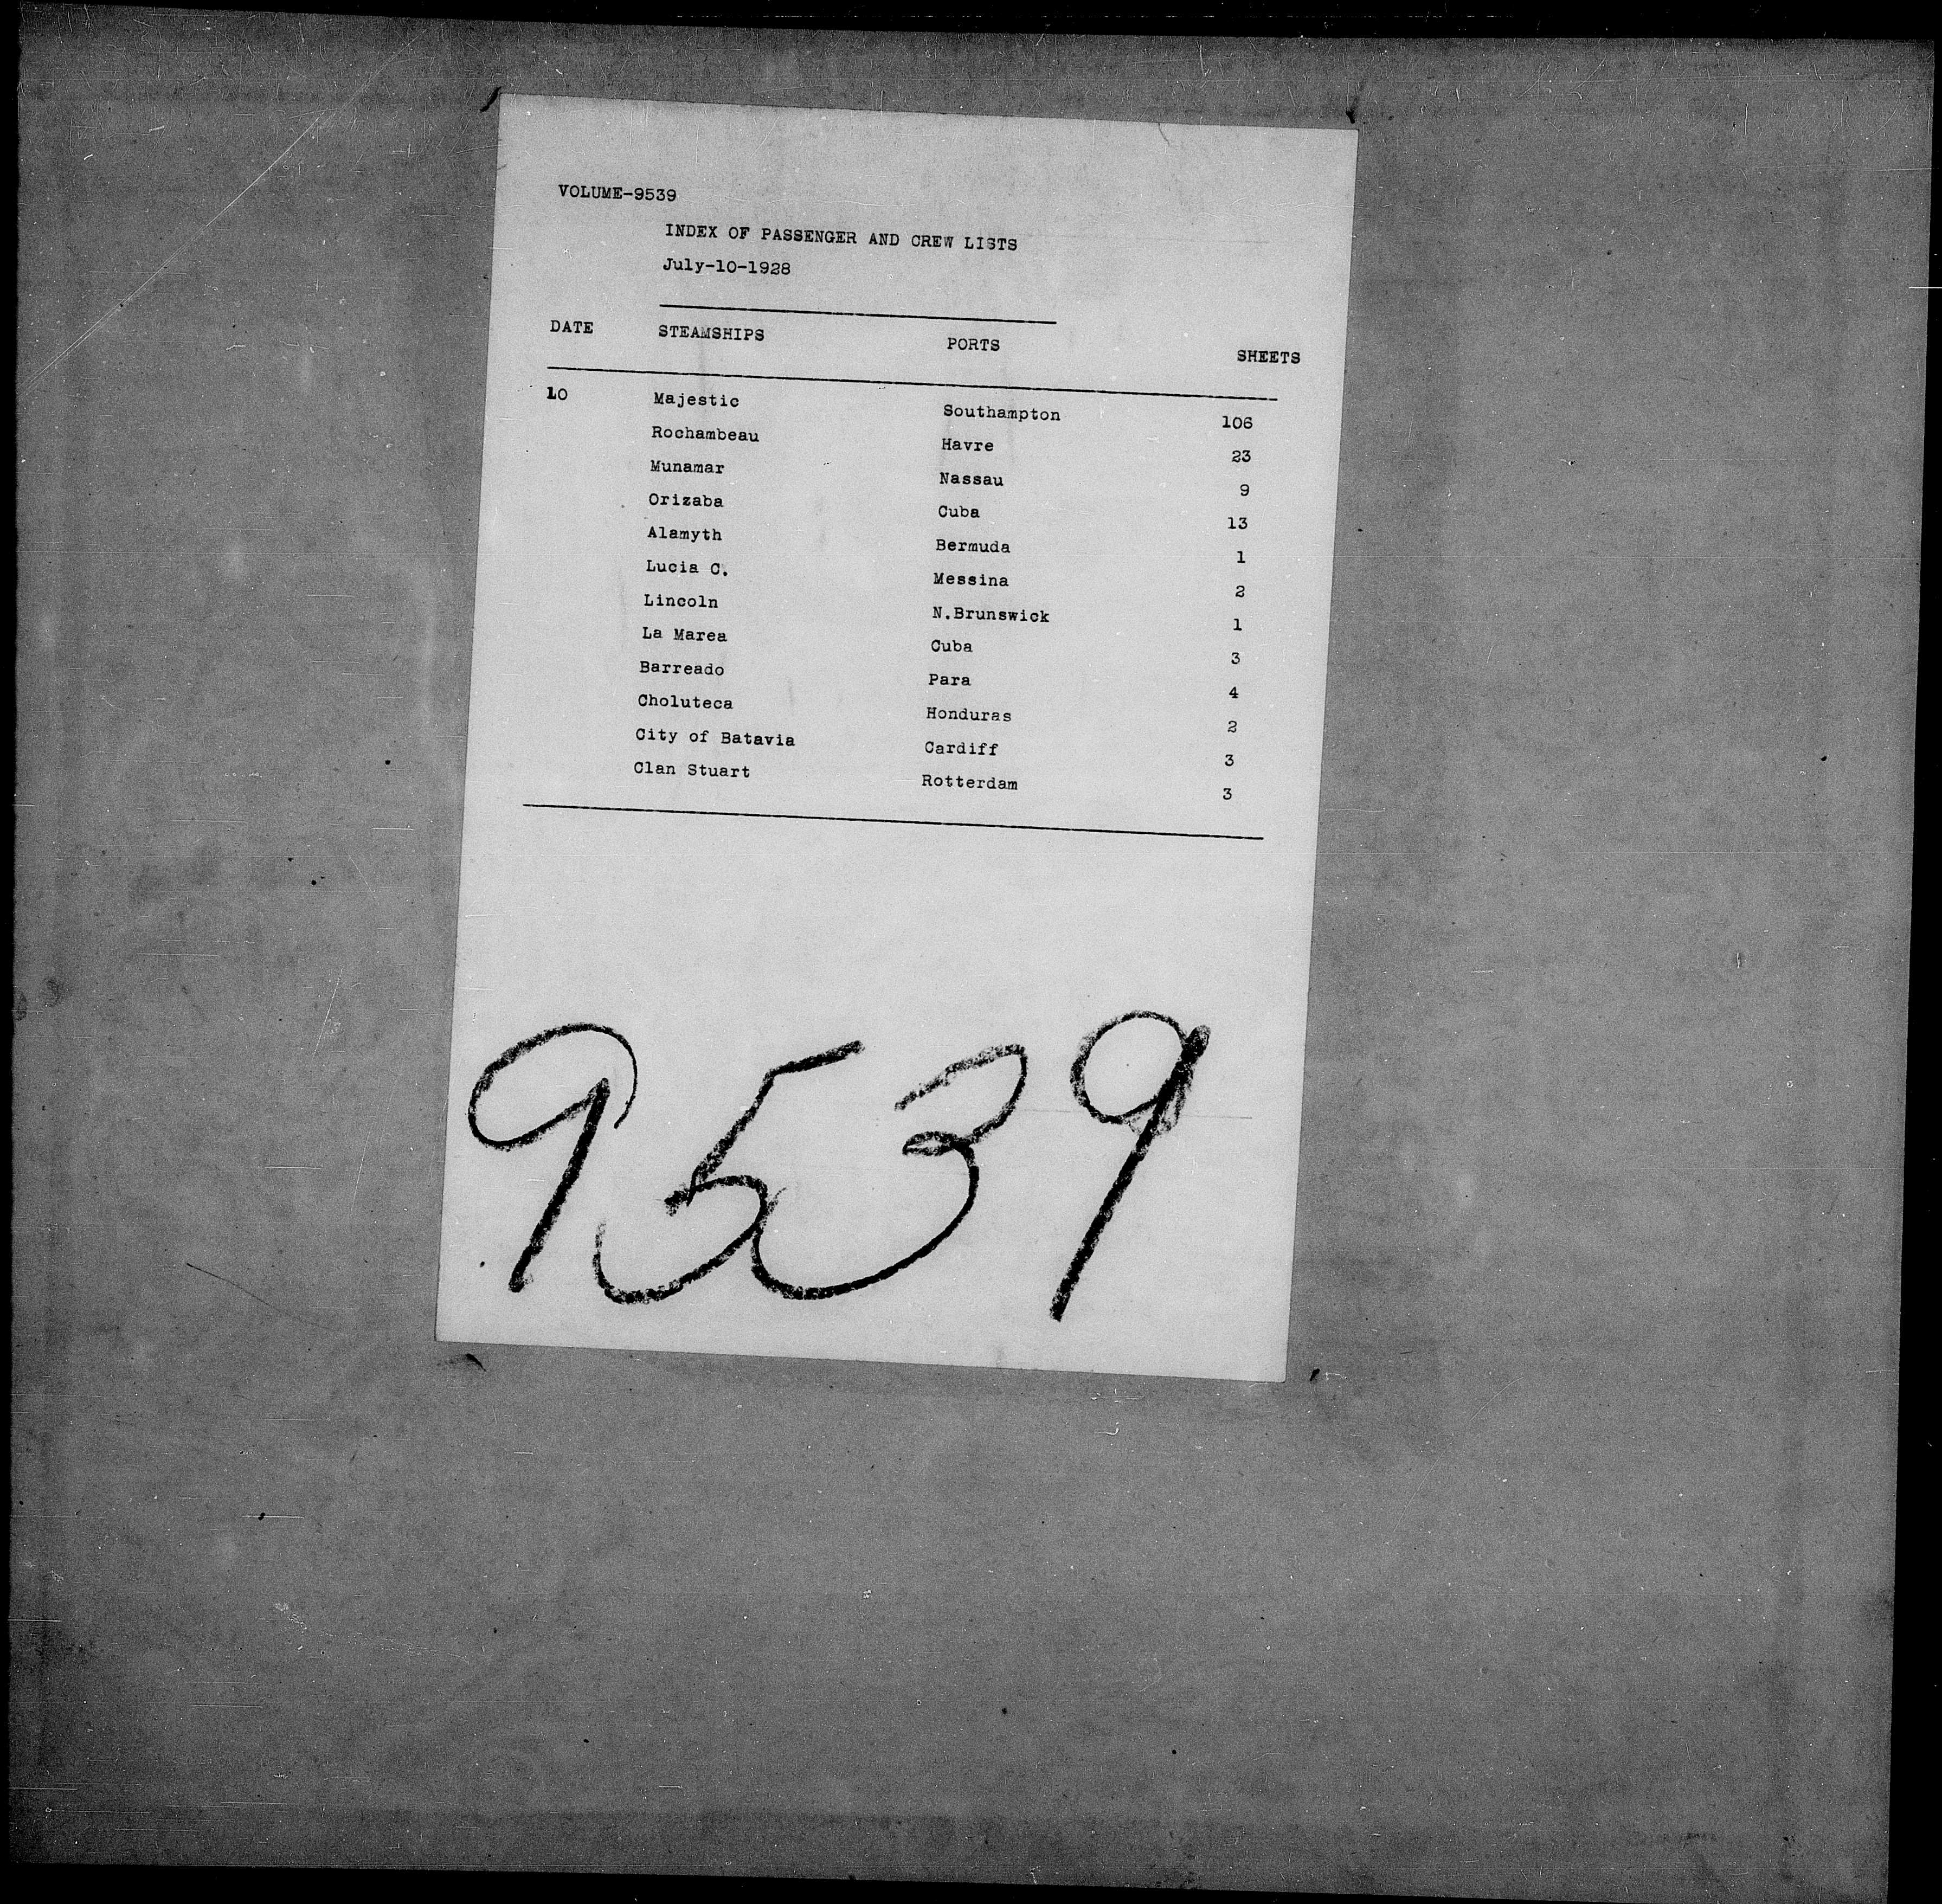 VOLUME-9539
INDEX OF PASSENGER AND CREW LISTS
July-10-1928
DATE STEAMSHIPS PORTS SHEETS
10 Majestic Southampton 106
Rochambeau Havre 23
Munamar Nassau 9
Orizaba Cuba 13
Alamyth Bermuda 1
Lucia C. Messina 2
Lincoln N.Brunswick 1
La Marea Cuba 3
Barreado Para 4
Choluteca Honduras 2
City of Batavia Cardiff 3
Clan Stuart Rotterdam 3
9539